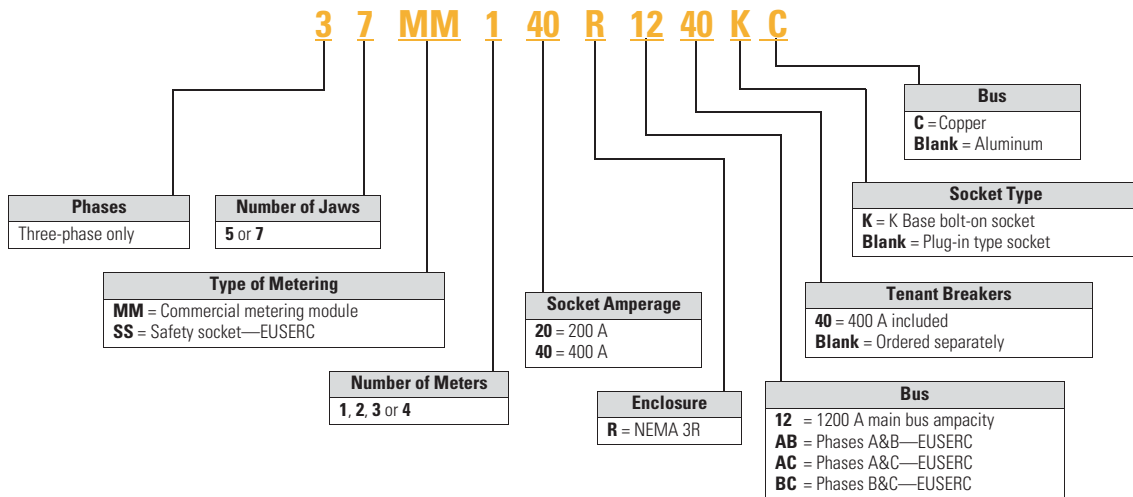 3 7 MM 1 40 R 12 40 K C
Bus
C = Copper
Blank = Aluminum
Phases
Three-phase only
Number of Jaws
5 or 7
Socket Type
K = K Base bolt-on socket
Blank = Plug-in type socket
Type of Metering
MM = Commercial metering module
SS = Safety socket—EUSERC
Socket Amperage
20 = 200 A
40 = 400 A
Tenant Breakers
40 = 400 A included
Blank = Ordered separately
Number of Meters
1, 2, 3 or 4
Enclosure
R = NEMA 3R
Bus
12 = 1200 A main bus ampacity
AB = Phases A&B—EUSERC
AC = Phases A&C—EUSERC
BC = Phases B&C—EUSERC